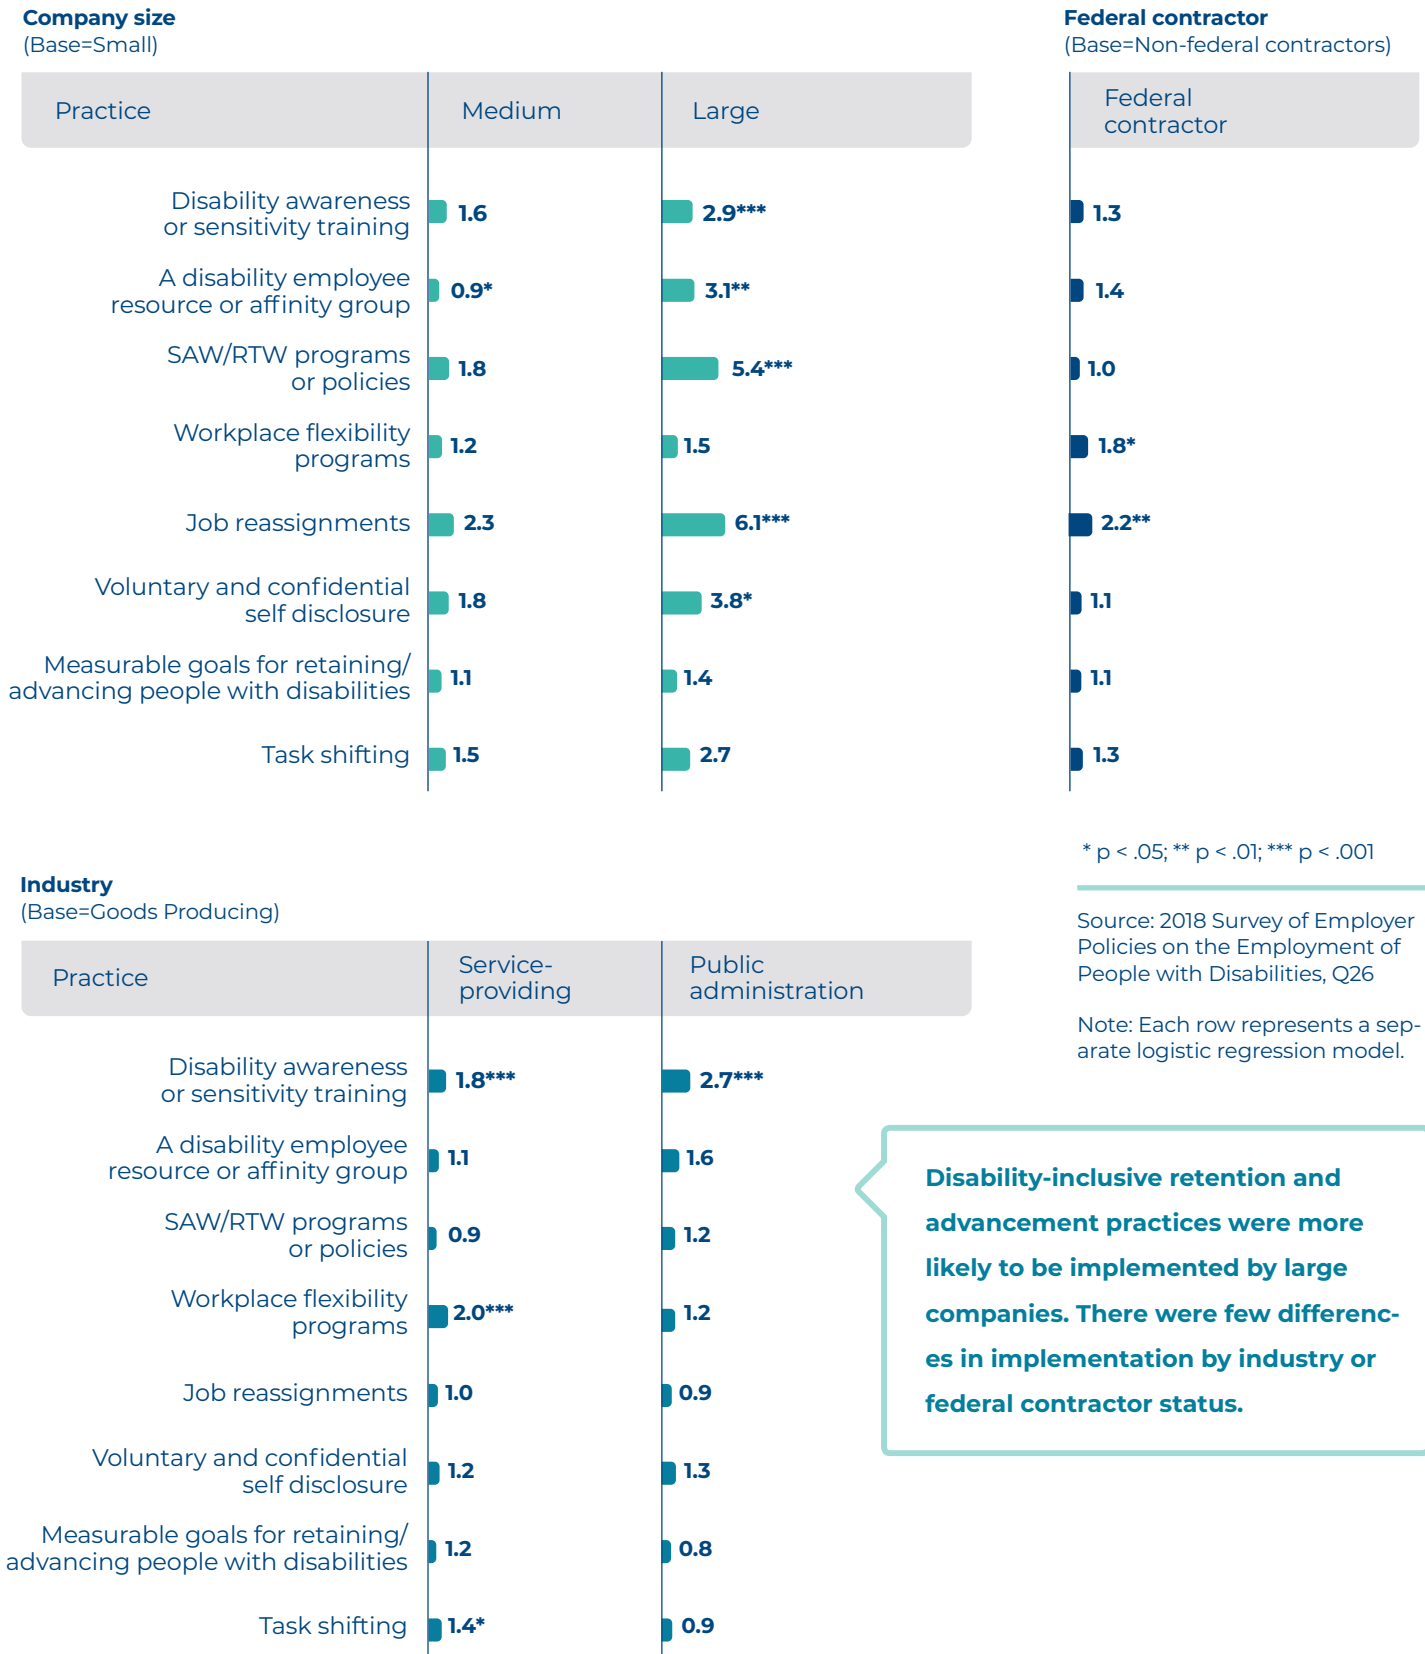 Company size
(Base=Small)
Practice Medium Large
Disability awareness
or sensitivity training 1.6 2.9***
A disability employee
resource or affinity group 0.9* 3.1**
SAW/RTW programs
or policies 1.8 5.4***
Workplace flexibility
programs 1.2 1.5
Job reassignments 2.3 6.1***
Voluntary and confidential
self disclosure 1.8 3.8*
Measurable goals for retaining/
advancing people with disabilities 1.1 1.4
Task shifting 1.5 2.7
Federal contractor
(Base=Non-federal contractors)
Federal
contractor
1.3
1.4
1.0
1.8*
2.2**
1.1
1.1
1.3
* p < .05; ** p < .01; *** p < .001
Source: 2018 Survey of Employer
Policies on the Employment of
People with Disabilities, Q26
Note: Each row represents a sep-
arate logistic regression model.
Industry
(Base=Goods Producing)
Practice Service-
providing Public
administration
Disability awareness
or sensitivity training 1.8*** 2.7***
A disability employee
resource or affinity group 1.1 1.6
SAW/RTW programs
or policies 0.9 1.2
Workplace flexibility
programs 2.0*** 1.2
Job reassignments 1.0 0.9
Voluntary and confidential
self disclosure 1.2 1.3
Measurable goals for retaining/
advancing people with disabilities 1.2 0.8
Task shifting 1.4* 0.9
Disability-inclusive retention and
advancement practices were more
likely to be implemented by large
companies. There were few differenc-
es in implementation by industry or
federal contractor status.